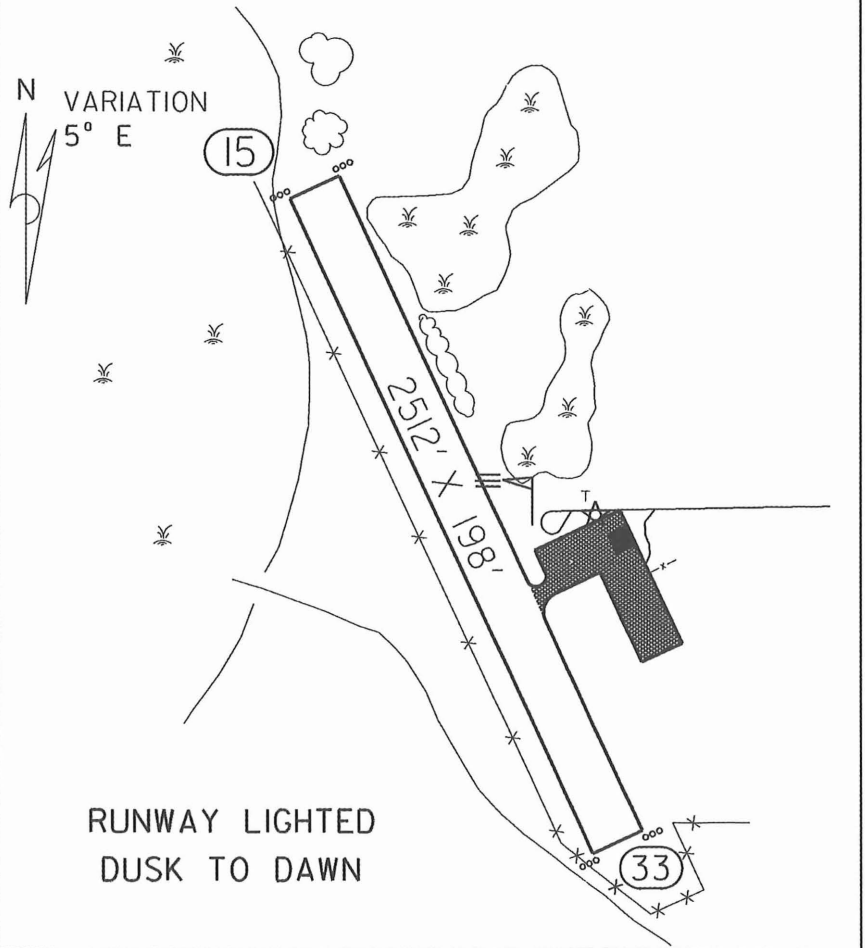 N
VARIATION
5° E
15
2512' X 198'
T
33
RUNWAY LIGHTED
DUSK TO DAWN